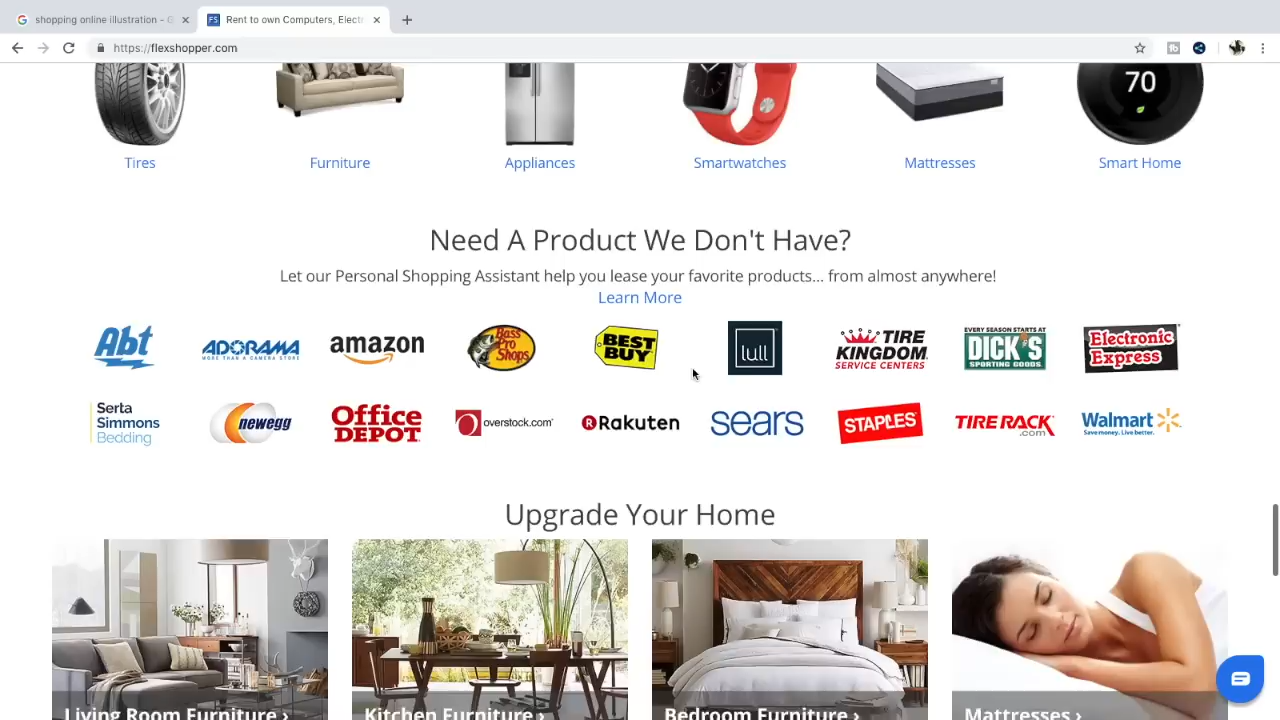 shopping online illustration - G
Rent to own Computers, Elect
https://flexshopper.com
70
Tires
Furniture
Appliances
Smartwatches
Mattresses
Smart Home
Need A Product We Don't Have?
Let our Personal Shopping Assistant help you lease your favorite products... from almost anywhere!
Learn More
Abt
ADORAMA
MORE THAN A CAMERA STORE
amazon
Bass
Pro
Shops
BEST
BUY
lull
TIRE
KINGDOM
SERVICE CENTERS
EVERY SEASON STARTS AT
DICK'S
SPORTING GOODS
Electronic
Express
Serta
Simmons
Bedding
newegg
Office
DEPOT
overstock.com
Rakuten
sears
STAPLES
TIRE RACK
.com
Walmart
Save money. Live better.
Upgrade Your Home
Living Room Furniture ›
Kitchen Furniture ›
Bedroom Furniture ›
Mattresses ›